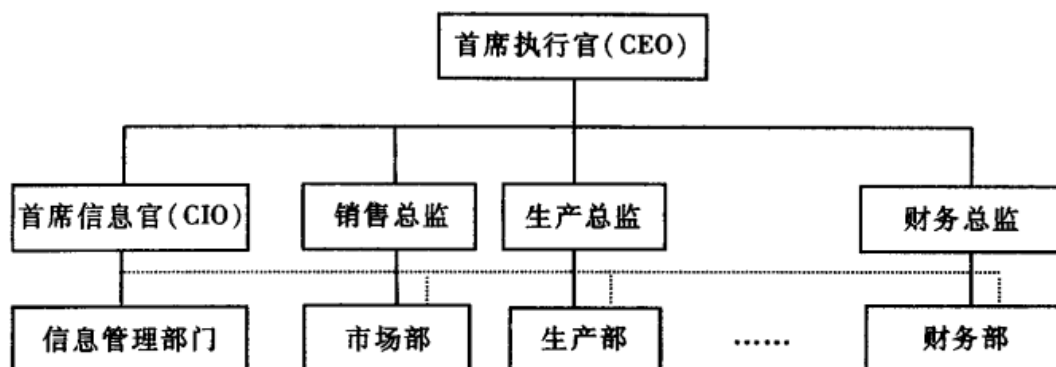 首席执行官(CEO)
首席信息官(CIO)
销售总监
生产总监
财务总监
信息管理部门
市场部
生产部
……
财务部